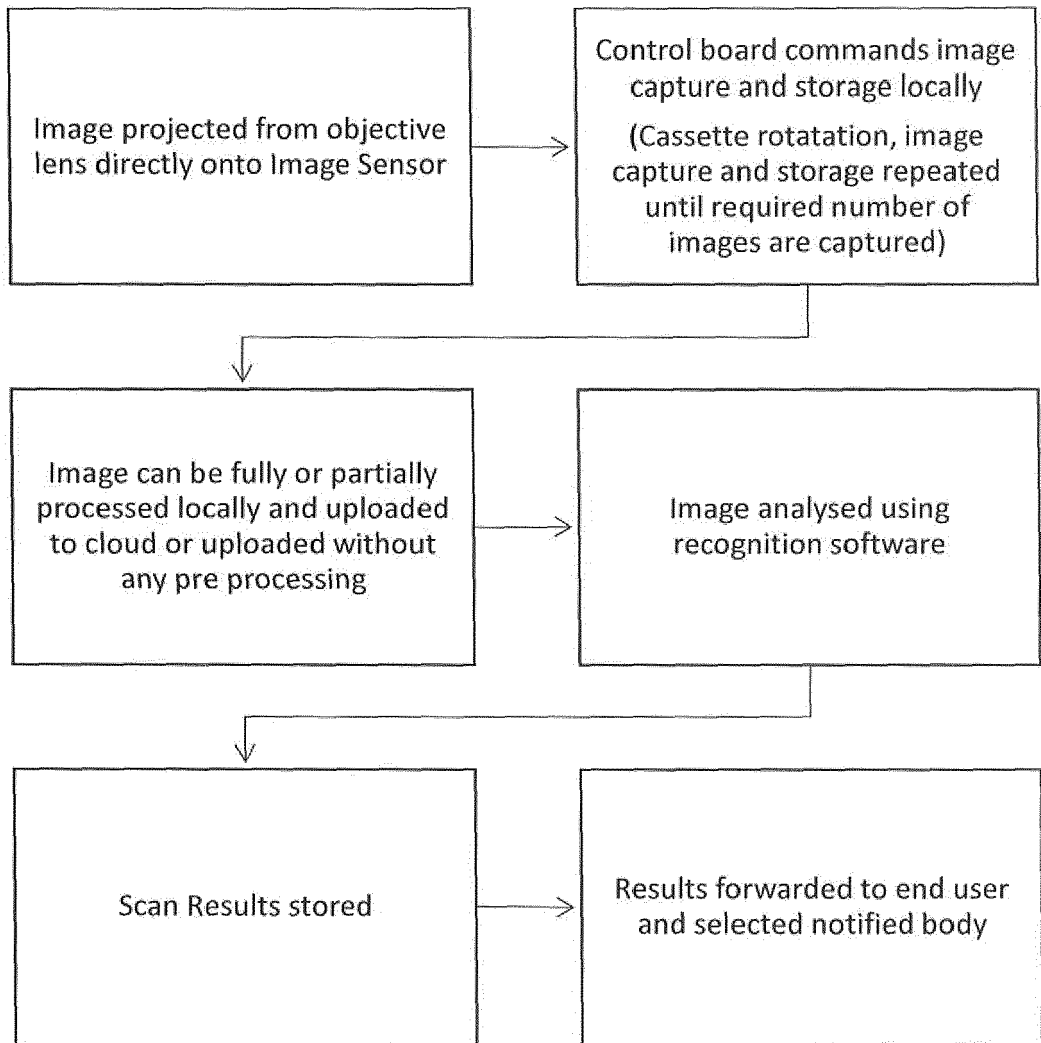 Image projected from objective
lens directly onto Image Sensor
Control board commands image
capture and storage locally
(Cassette rotatation, image
capture and storage repeated
until required number of
images are captured)
Image can be fully or partially
processed locally and uploaded
to cloud or uploaded without
any pre processing
Image analysed using
recognition software
Scan Results stored
Results forwarded to end user
and selected notified body